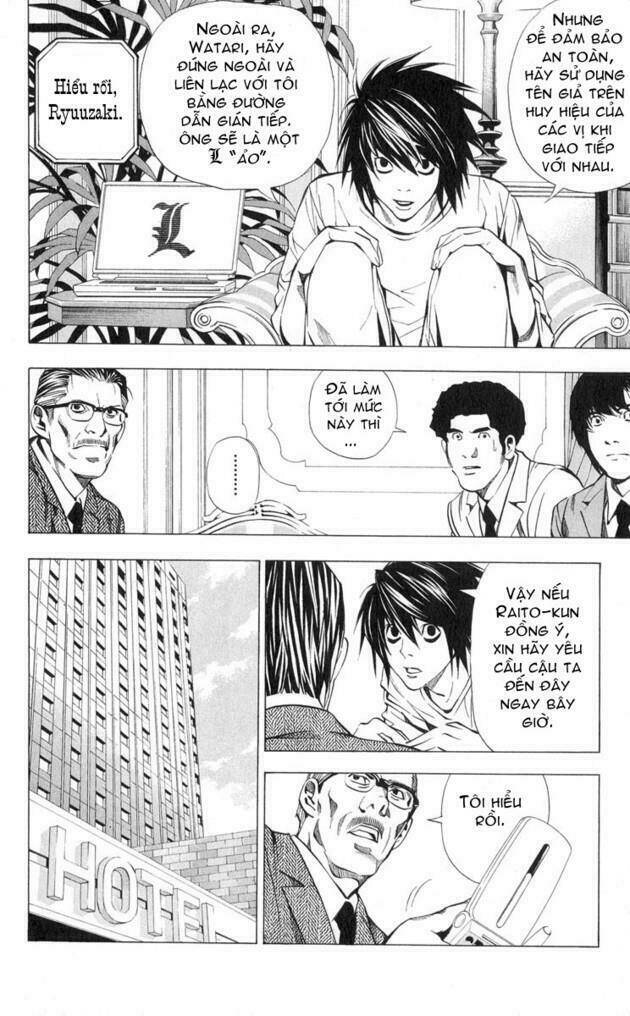 NHƯNG
ĐỂ ĐẢM BẢO
AN TOÀN,
HÃY SỬ DỤNG
TÊN GIẢ TRÊN
HUY HIỆU CỦA
CÁC VỊ KHI
GIAO TIẾP
VỚI NHAU.
NGOÀI RA,
WATARI, HÃY
ĐỨNG NGOÀI VÀ
LIÊN LẠC VỚI TÔI
BẰNG ĐƯỜNG
DẪN GIÁN TIẾP.
ÔNG SẼ LÀ MỘT
L "ẢO".
Hiểu rồi,
Ryuuzaki.
L
ĐÃ LÀM
TỚI MỨC
NÀY THÌ
...
......
VẬY NẾU
RAITO-KUN
ĐỒNG Ý,
XIN HÃY YÊU
CẦU CẬU TA
ĐẾN ĐÂY
NGAY BÂY
GIỜ.
HOTEL
TÔI HIỂU
RỒI.